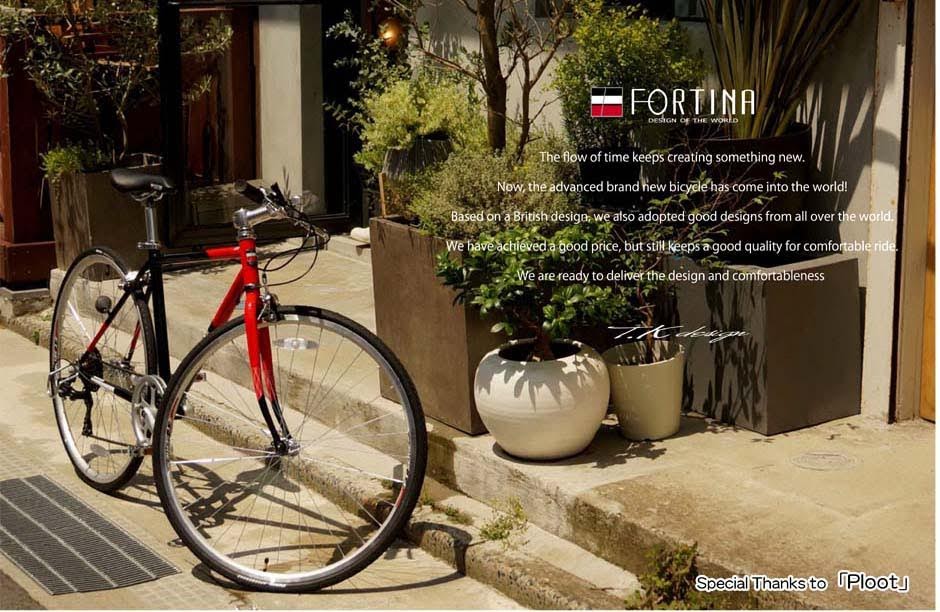 FORTINA
DESIGN OF THE WORLD
The flow of time keeps creating something new.
Now, the advanced brand new bicycle has come into the world!
Based on a British design, we also adopted good designs from all over the world.
We have achieved a good price, but still keeps a good quality for comfortable ride.
We are ready to deliver the design and comfortableness
T.K design
Special Thanks to 「Ploot」